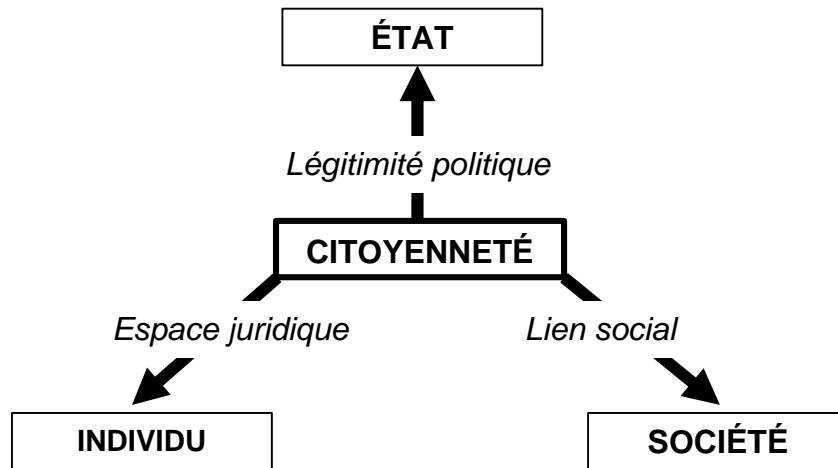 ÉTAT
Légitimité politique
CITOYENNETÉ
Espace juridique
Lien social
INDIVIDU
SOCIÉTÉ